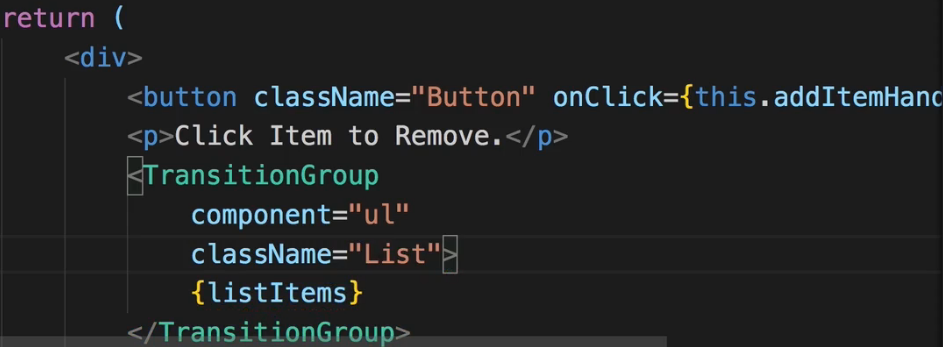 return (
<div>
<button className="Button" onClick={this.addItemHand
<p>Click Item to Remove.</p>
<TransitionGroup
component="ul"
className="List">
{listItems}
</TransitionGroup>